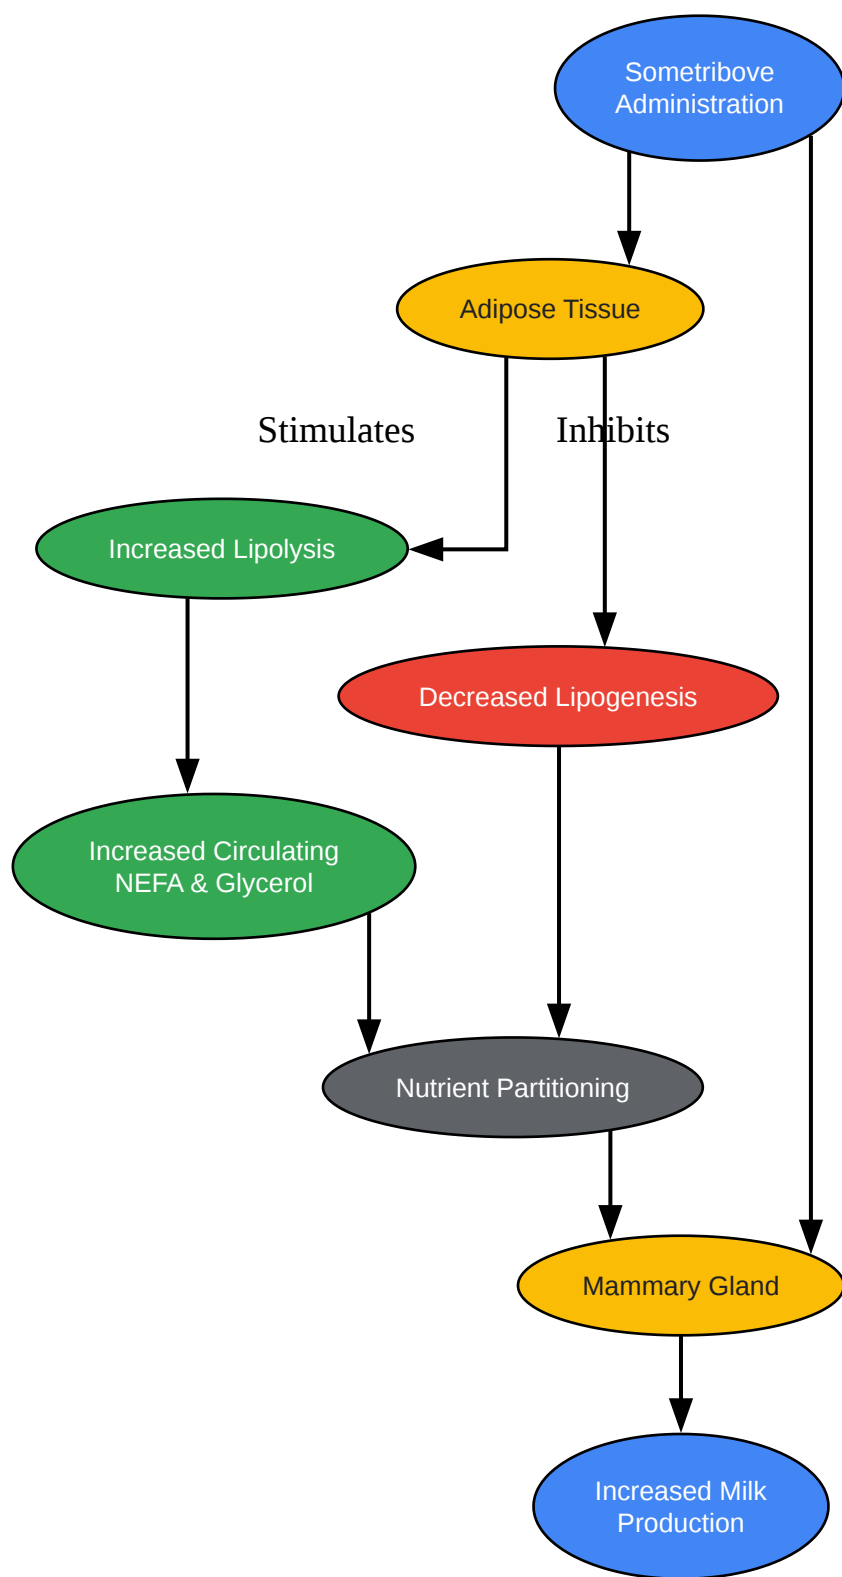 Sometribove
Administration
Adipose Tissue
Stimulates
Inhibits
Increased Lipolysis
Decreased Lipogenesis
Increased Circulating
NEFA & Glycerol
Nutrient Partitioning
Mammary Gland
Increased Milk
Production